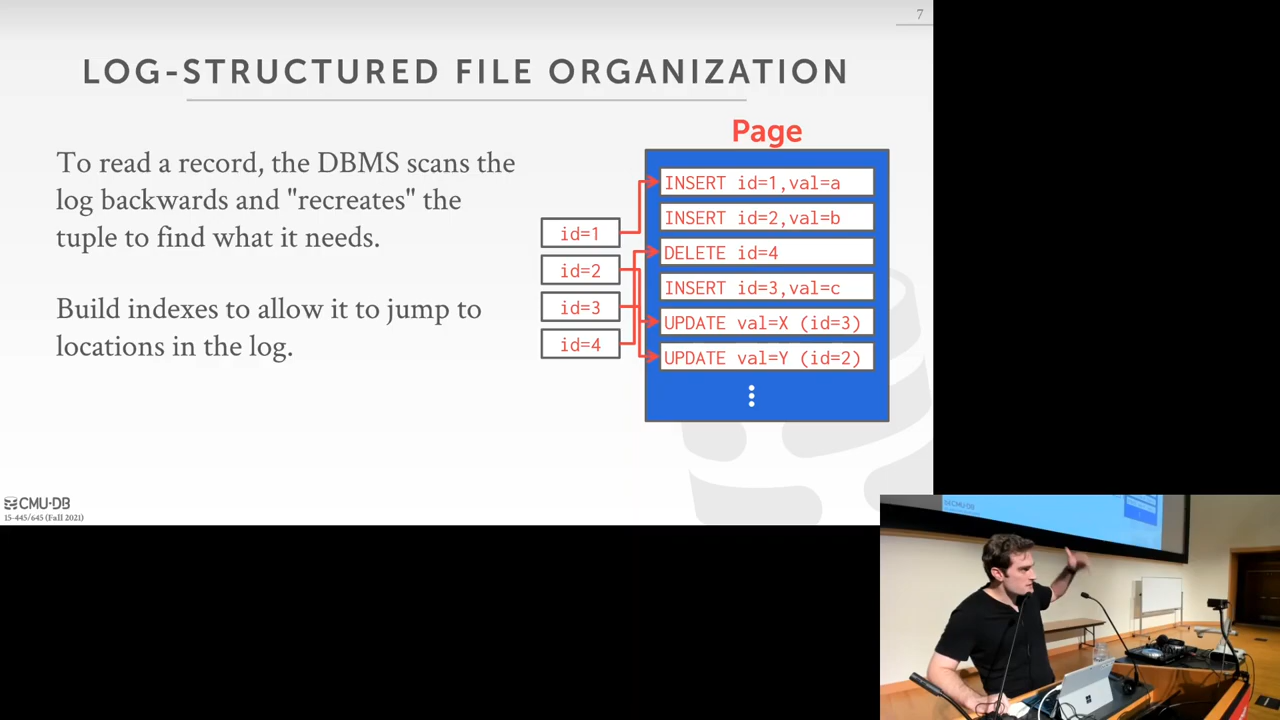 7
LOG-STRUCTURED FILE ORGANIZATION
To read a record, the DBMS scans the
log backwards and "recreates" the
tuple to find what it needs.
Build indexes to allow it to jump to
locations in the log.
id=1
id=2
id=3
id=4
Page
INSERT id=1,val=a
INSERT id=2,val=b
DELETE id=4
INSERT id=3,val=c
UPDATE val=X (id=3)
UPDATE val=Y (id=2)
CMU·DB
15-445/645 (Fall 2021)
CMU·DB